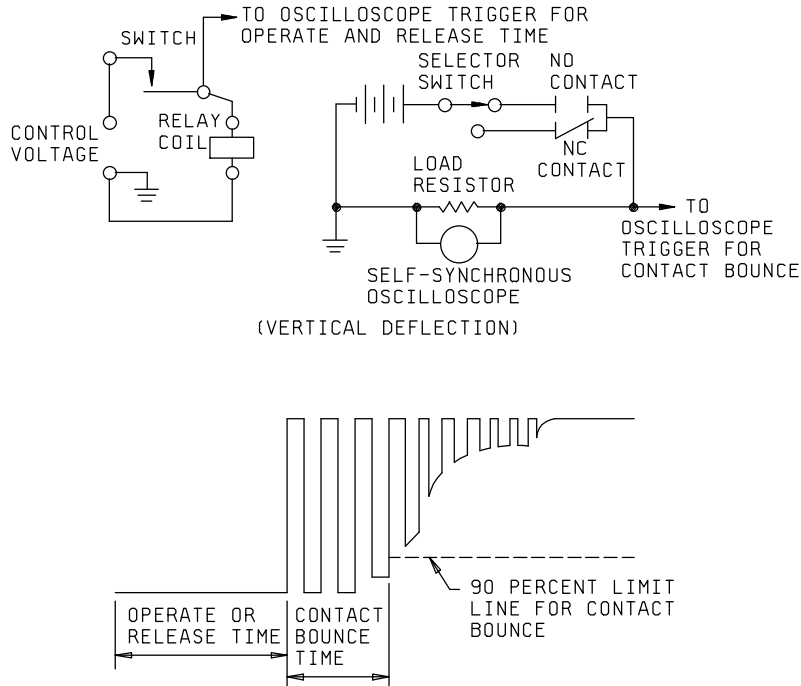 TO OSCILLOSCOPE TRIGGER FOR
OPERATE AND RELEASE TIME
SWITCH
SELECTOR
SWITCH
NO
CONTACT
CONTROL
VOLTAGE
RELAY
COIL
NC
CONTACT
LOAD
RESISTOR
TO
OSCILLOSCOPE
TRIGGER FOR
CONTACT BOUNCE
SELF-SYNCHRONOUS
OSCILLOSCOPE
(VERTICAL DEFLECTION)
90 PERCENT LIMIT
LINE FOR CONTACT
BOUNCE
OPERATE OR
RELEASE TIME
CONTACT
BOUNCE
TIME